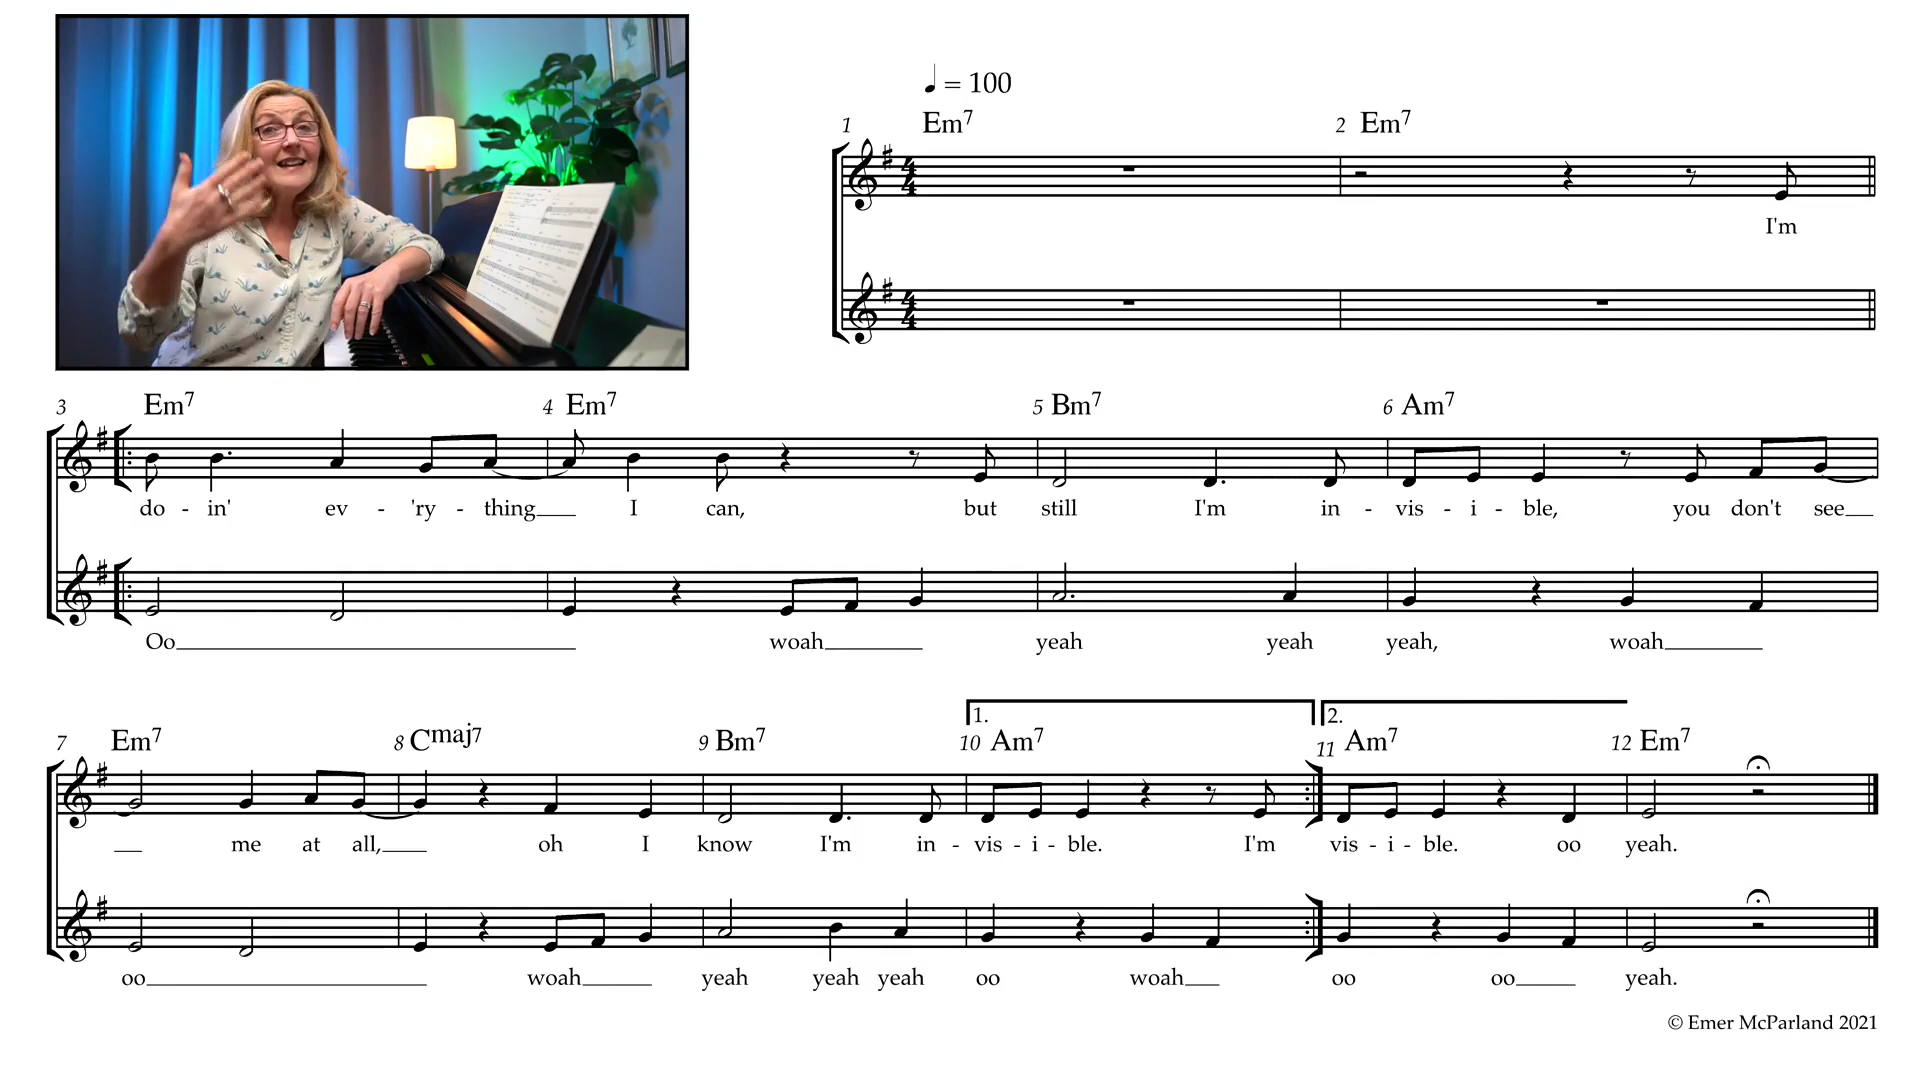 ♩ = 100
1 Em7 2 Em7
I'm
3 Em7 4 Em7 5 Bm7 6 Am7
do - in' ev - 'ry - thing I can, but still I'm in - vis - i - ble, you don't see
Oo woah yeah yeah yeah, woah
1. 2.
7 Em7 8 Cmaj7 9 Bm7 10 Am7 11 Am7 12 Em7
me at all, oh I know I'm in - vis - i - ble. I'm vis - i - ble. oo yeah.
oo woah yeah yeah yeah oo woah oo oo yeah.
© Emer McParland 2021